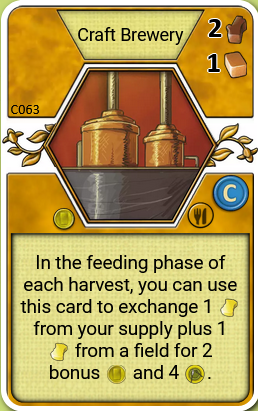 Craft Brewery
2
1
C063
C
In the feeding phase of
each harvest, you can use
this card to exchange 1
from your supply plus 1
from a field for 2
bonus and 4 .